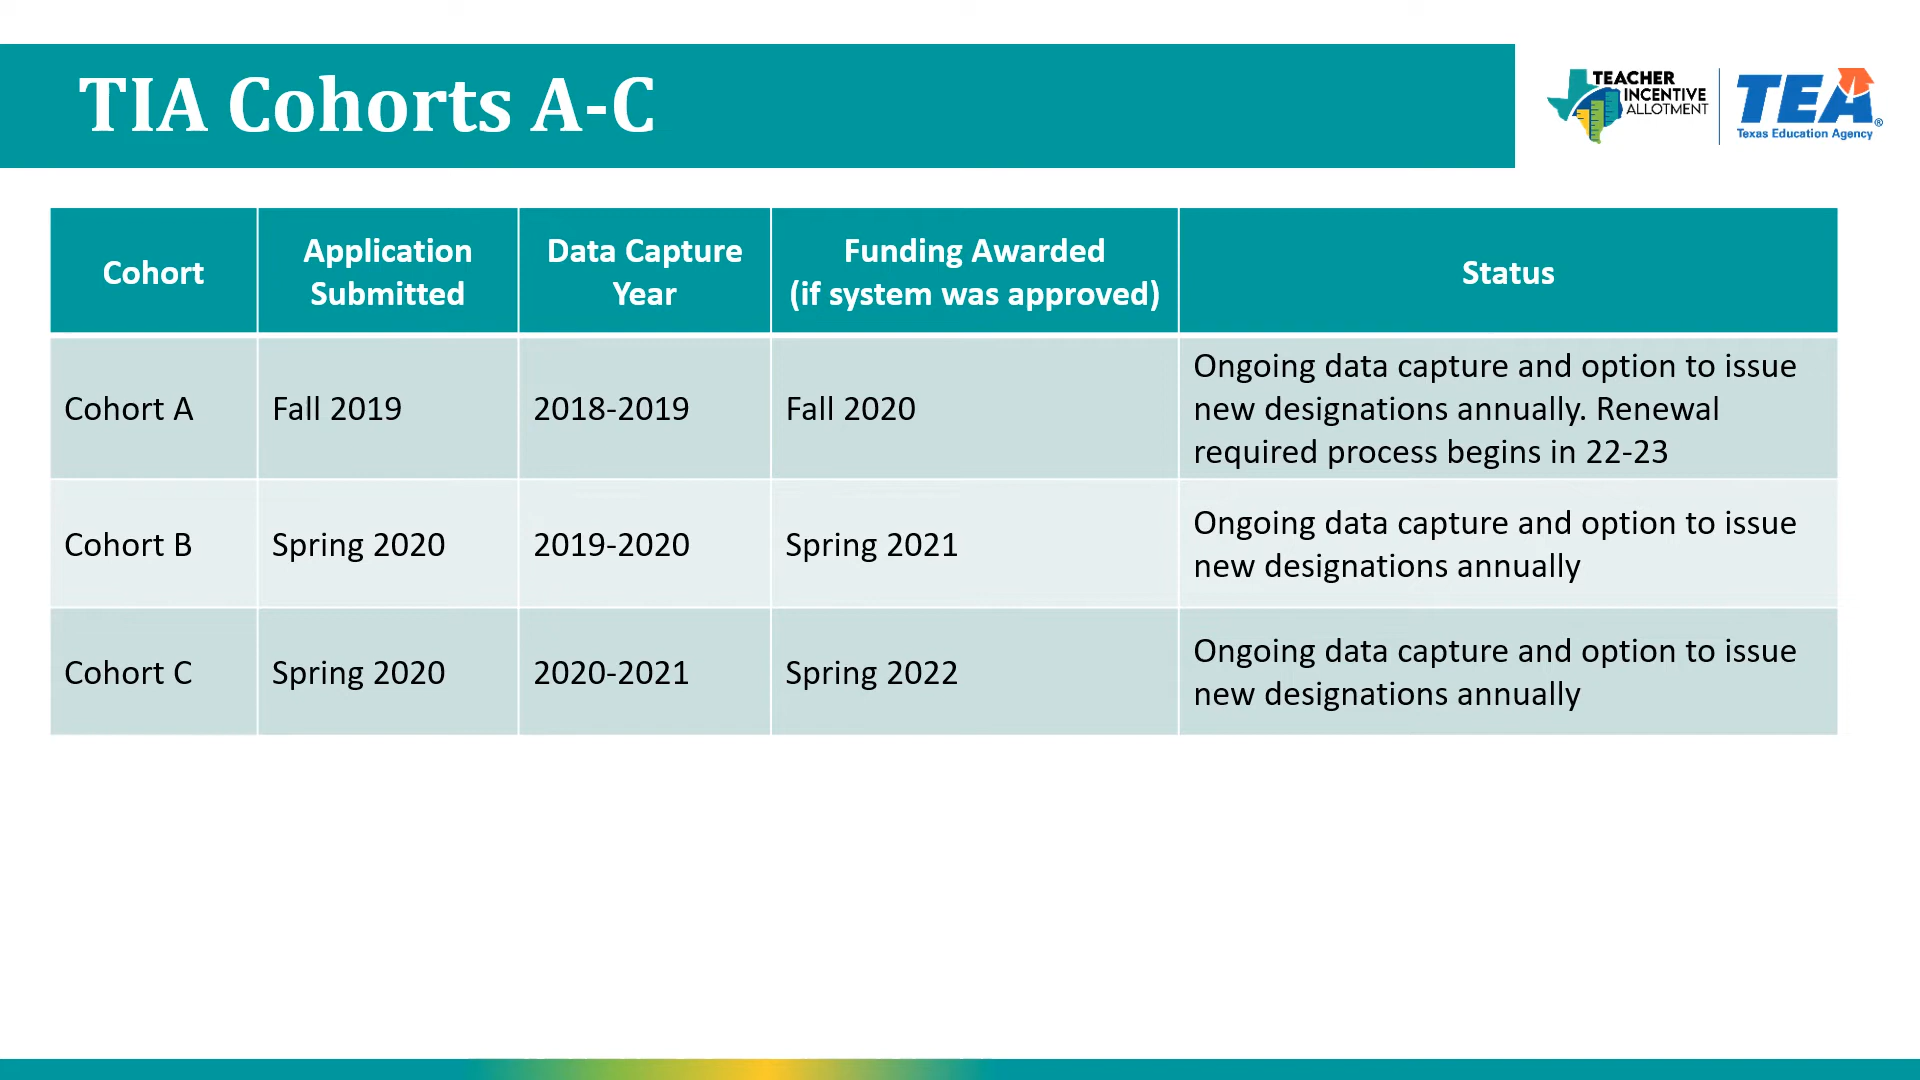 TIA Cohorts A-C
TEACHER
INCENTIVE
ALLOTMENT
TEA®
Texas Education Agency
Cohort
Application
Submitted
Data Capture
Year
Funding Awarded
(if system was approved)
Status
Cohort A
Fall 2019
2018-2019
Fall 2020
Ongoing data capture and option to issue
new designations annually. Renewal
required process begins in 22-23
Cohort B
Spring 2020
2019-2020
Spring 2021
Ongoing data capture and option to issue
new designations annually
Cohort C
Spring 2020
2020-2021
Spring 2022
Ongoing data capture and option to issue
new designations annually